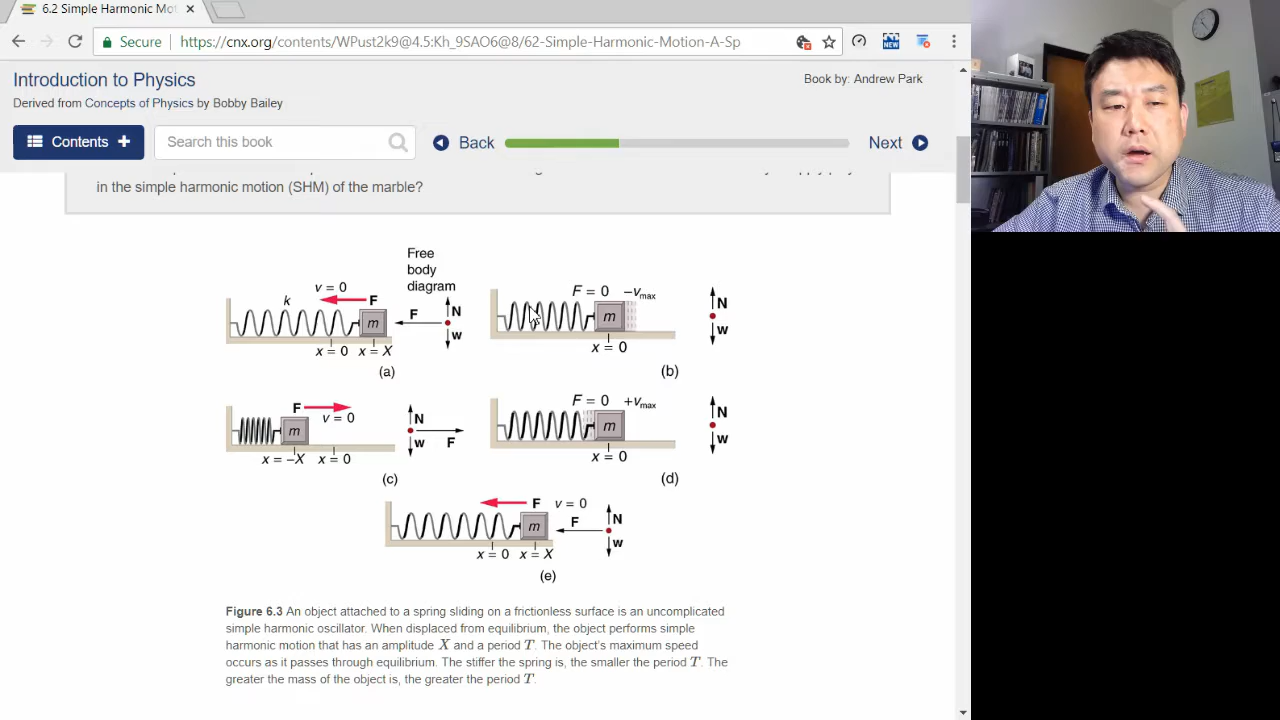 6.2 Simple Harmonic Mot
Secure
https://cnx.org/contents/WPust2k9@4.5:Kh_9SAO6@8/62-Simple-Harmonic-Motion-A-Sp
NEW
Introduction to Physics
Book by: Andrew Park
Derived from Concepts of Physics by Bobby Bailey
Contents +
Search this book
Back
Next
in the simple harmonic motion (SHM) of the marble?
Free
body
diagram
v = 0
k
F
m
F
N
w
x = 0 x = X
(a)
F = 0 −vmax
m
N
w
x = 0
(b)
F
v = 0
m
N
w
F
x = −X x = 0
(c)
F = 0 +vmax
m
N
w
x = 0
(d)
F v = 0
m
F
N
w
x = 0 x = X
(e)
Figure 6.3 An object attached to a spring sliding on a frictionless surface is an uncomplicated
simple harmonic oscillator. When displaced from equilibrium, the object performs simple
harmonic motion that has an amplitude X and a period T. The object's maximum speed
occurs as it passes through equilibrium. The stiffer the spring is, the smaller the period T. The
greater the mass of the object is, the greater the period T.